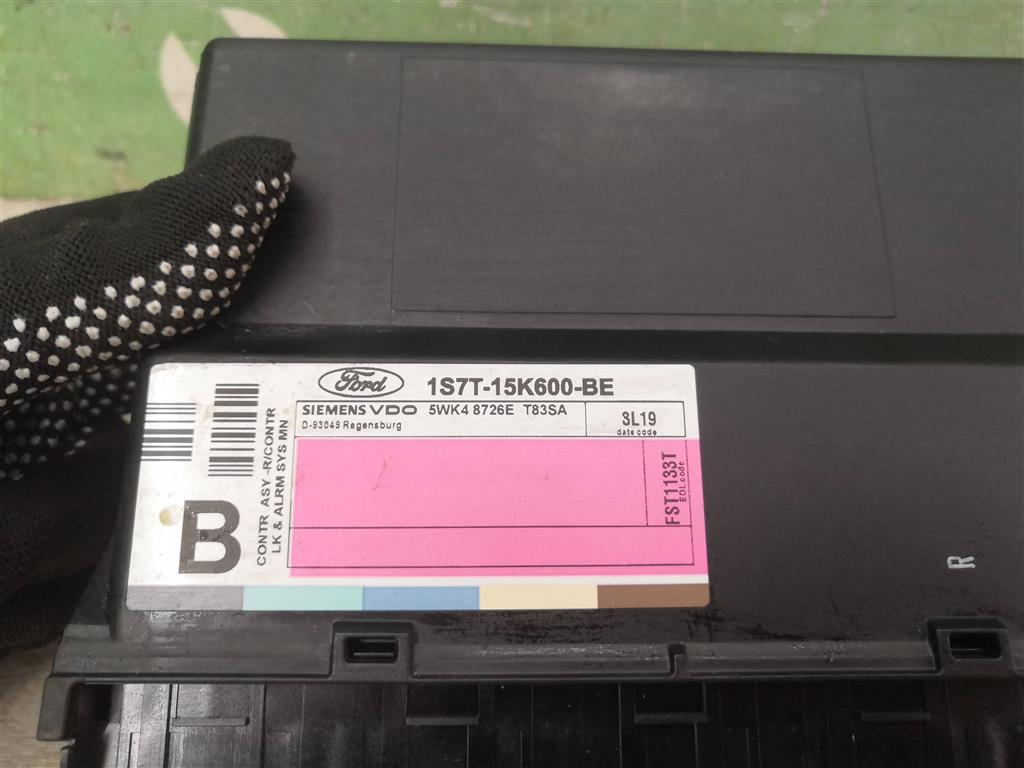 Ford 1S7T-15K600-BE
SIEMENS VDO 5WK4 8726E T83SA
D-93049 Regensburg
3L19
date code
FST1133T
EOL code
B
CONTR ASY -R/CONTR
LK & ALRM SYS MN
R